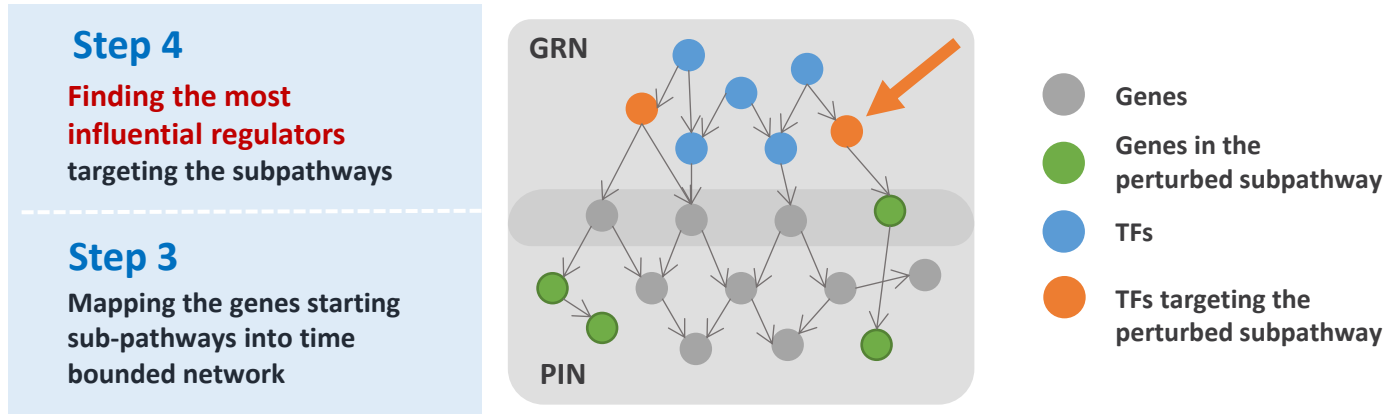 Step 4
Finding the most
influential regulators
targeting the subpathways
Step 3
Mapping the genes starting
sub-pathways into time
bounded network
GRN
PIN
Genes
Genes in the
perturbed subpathway
TFs
TFs targeting the
perturbed subpathway